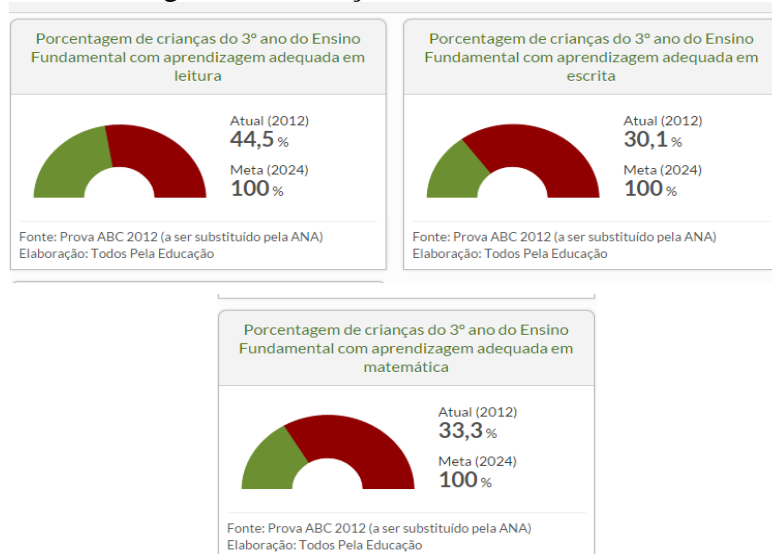 Porcentagem de crianças do 3º ano do Ensino
Fundamental com aprendizagem adequada em
leitura
Atual (2012)
44,5 %
Meta (2024)
100 %
Fonte: Prova ABC 2012 (a ser substituído pela ANA)
Elaboração: Todos Pela Educação
Porcentagem de crianças do 3º ano do Ensino
Fundamental com aprendizagem adequada em
escrita
Atual (2012)
30,1 %
Meta (2024)
100 %
Fonte: Prova ABC 2012 (a ser substituído pela ANA)
Elaboração: Todos Pela Educação
Porcentagem de crianças do 3º ano do Ensino
Fundamental com aprendizagem adequada em
matemática
Atual (2012)
33,3 %
Meta (2024)
100 %
Fonte: Prova ABC 2012 (a ser substituído pela ANA)
Elaboração: Todos Pela Educação